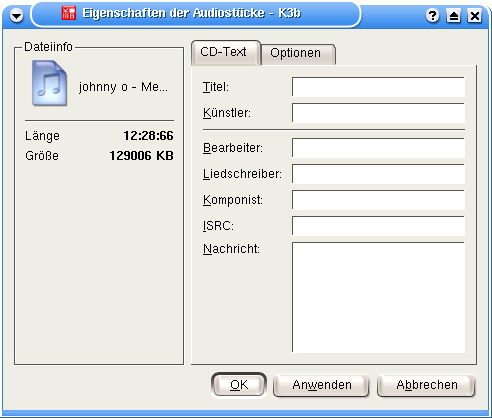 Eigenschaften der Audiostücke - K3b
Dateiinfo
johnny o - Me...
Länge 12:28:66
Größe 129006 KB
CD-Text Optionen
Titel:
Künstler:
Bearbeiter:
Liedschreiber:
Komponist:
ISRC:
Nachricht:
OK Anwenden Abbrechen